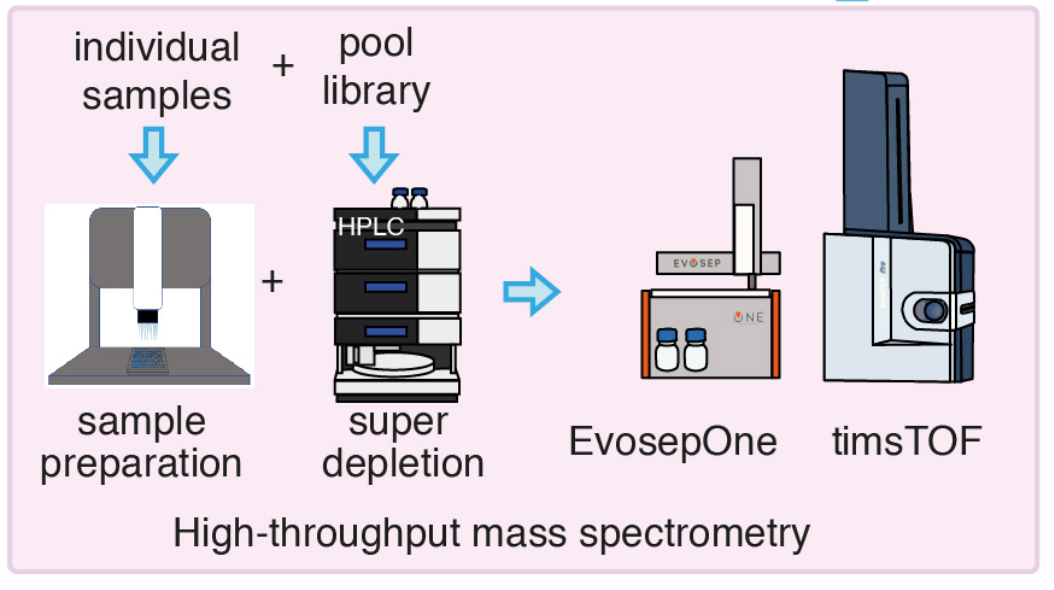 individual
samples
+
pool
library
HPLC
+
EVOSEP
ONE
sample
preparation
super
depletion
EvosepOne
timsTOF
High-throughput mass spectrometry